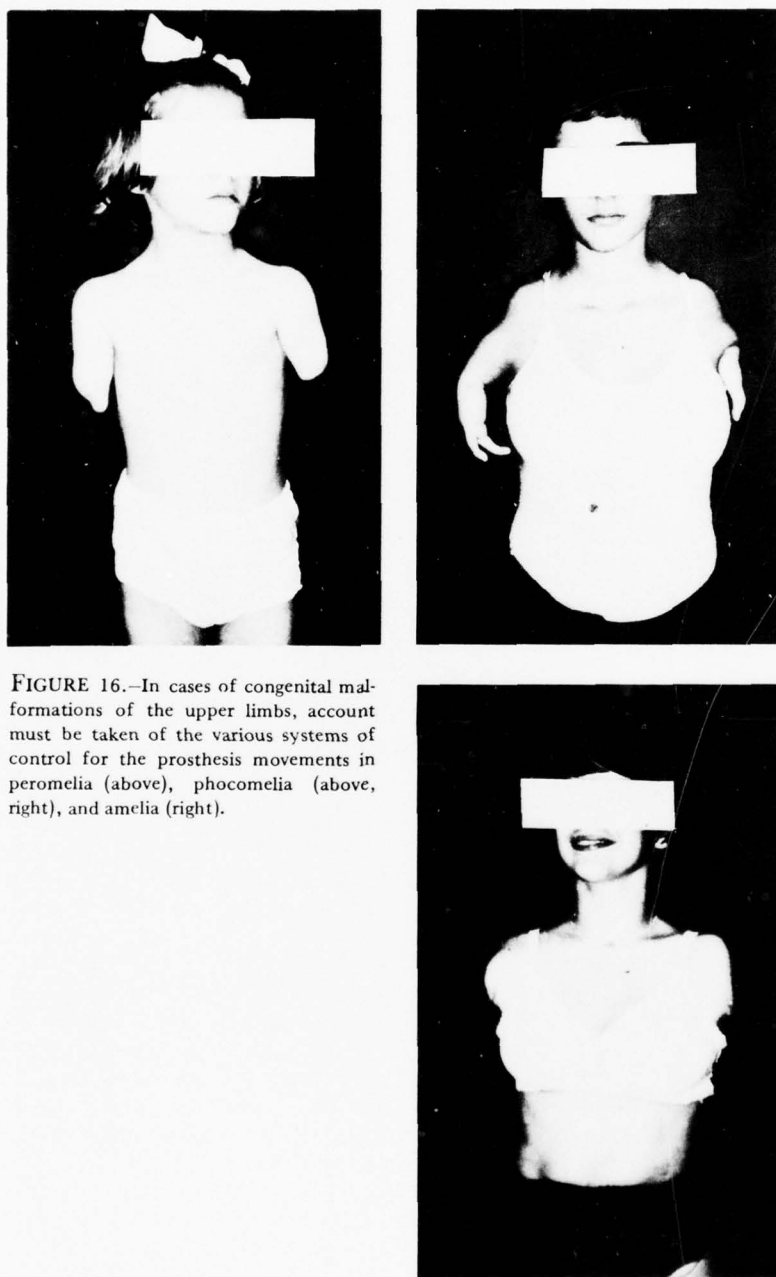 FIGURE 16.—In cases of congenital mal-
formations of the upper limbs, account
must be taken of the various systems of
control for the prosthesis movements in
peromelia (above), phocomelia (above,
right), and amelia (right).